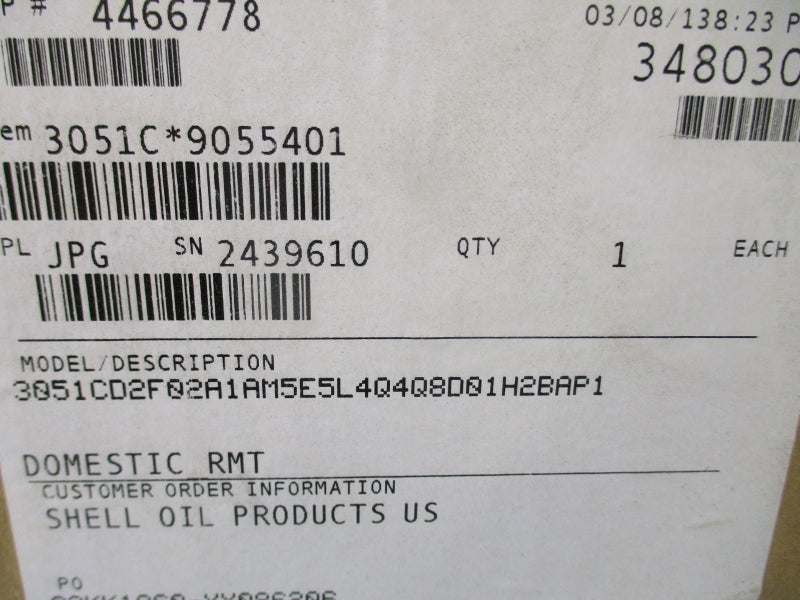 P # 4466778
03/08/138:23 P
348030
em 3051C*9055401
PL JPG SN 2439610 QTY 1 EACH
MODEL/DESCRIPTION
3051CD2F02A1AM5E5L4Q4Q8D01H2BAP1
DOMESTIC RMT
CUSTOMER ORDER INFORMATION
SHELL OIL PRODUCTS US
PO